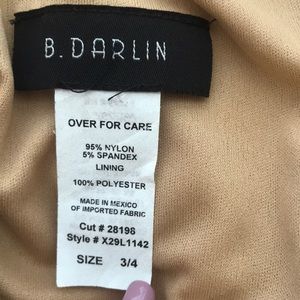 B. DARLIN
OVER FOR CARE
95% NYLON
5% SPANDEX
LINING
100% POLYESTER
MADE IN MEXICO
OF IMPORTED FABRIC
Cut # 28198
Style # X29L1142
SIZE 3/4